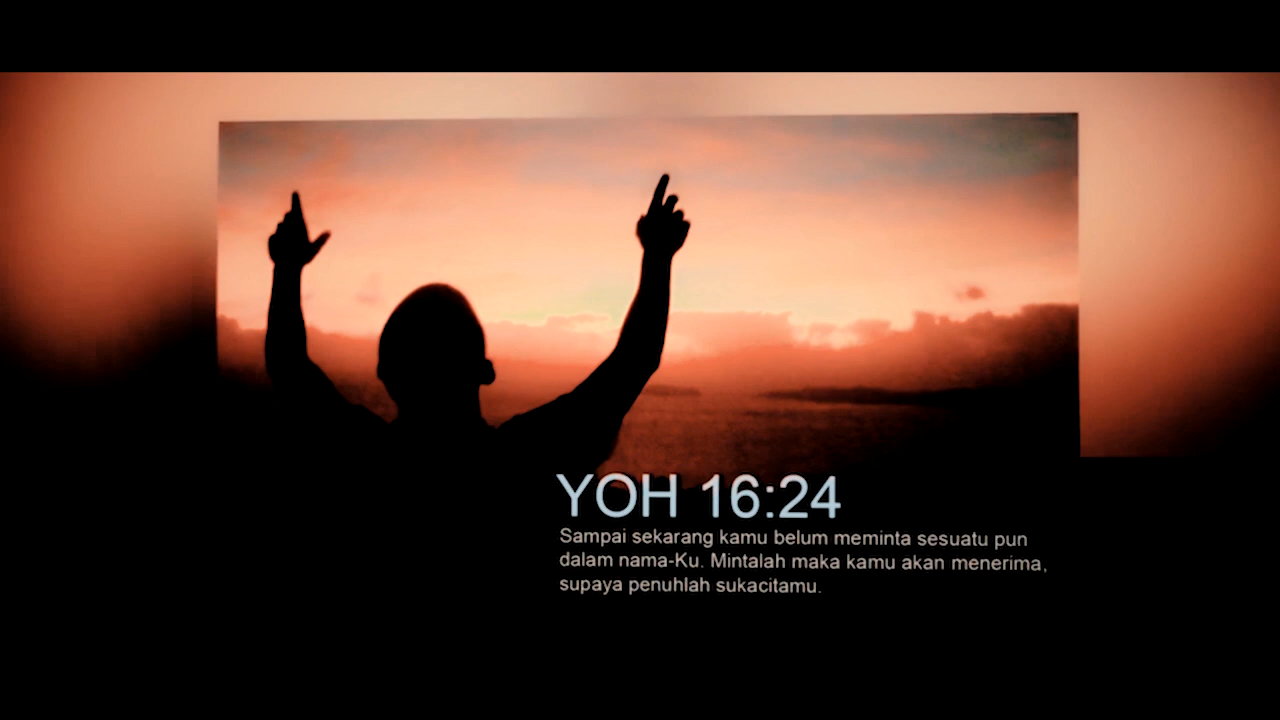 YOH 16:24
Sampai sekarang kamu belum meminta sesuatu pun
dalam nama-Ku. Mintalah maka kamu akan menerima,
supaya penuhlah sukacitamu.